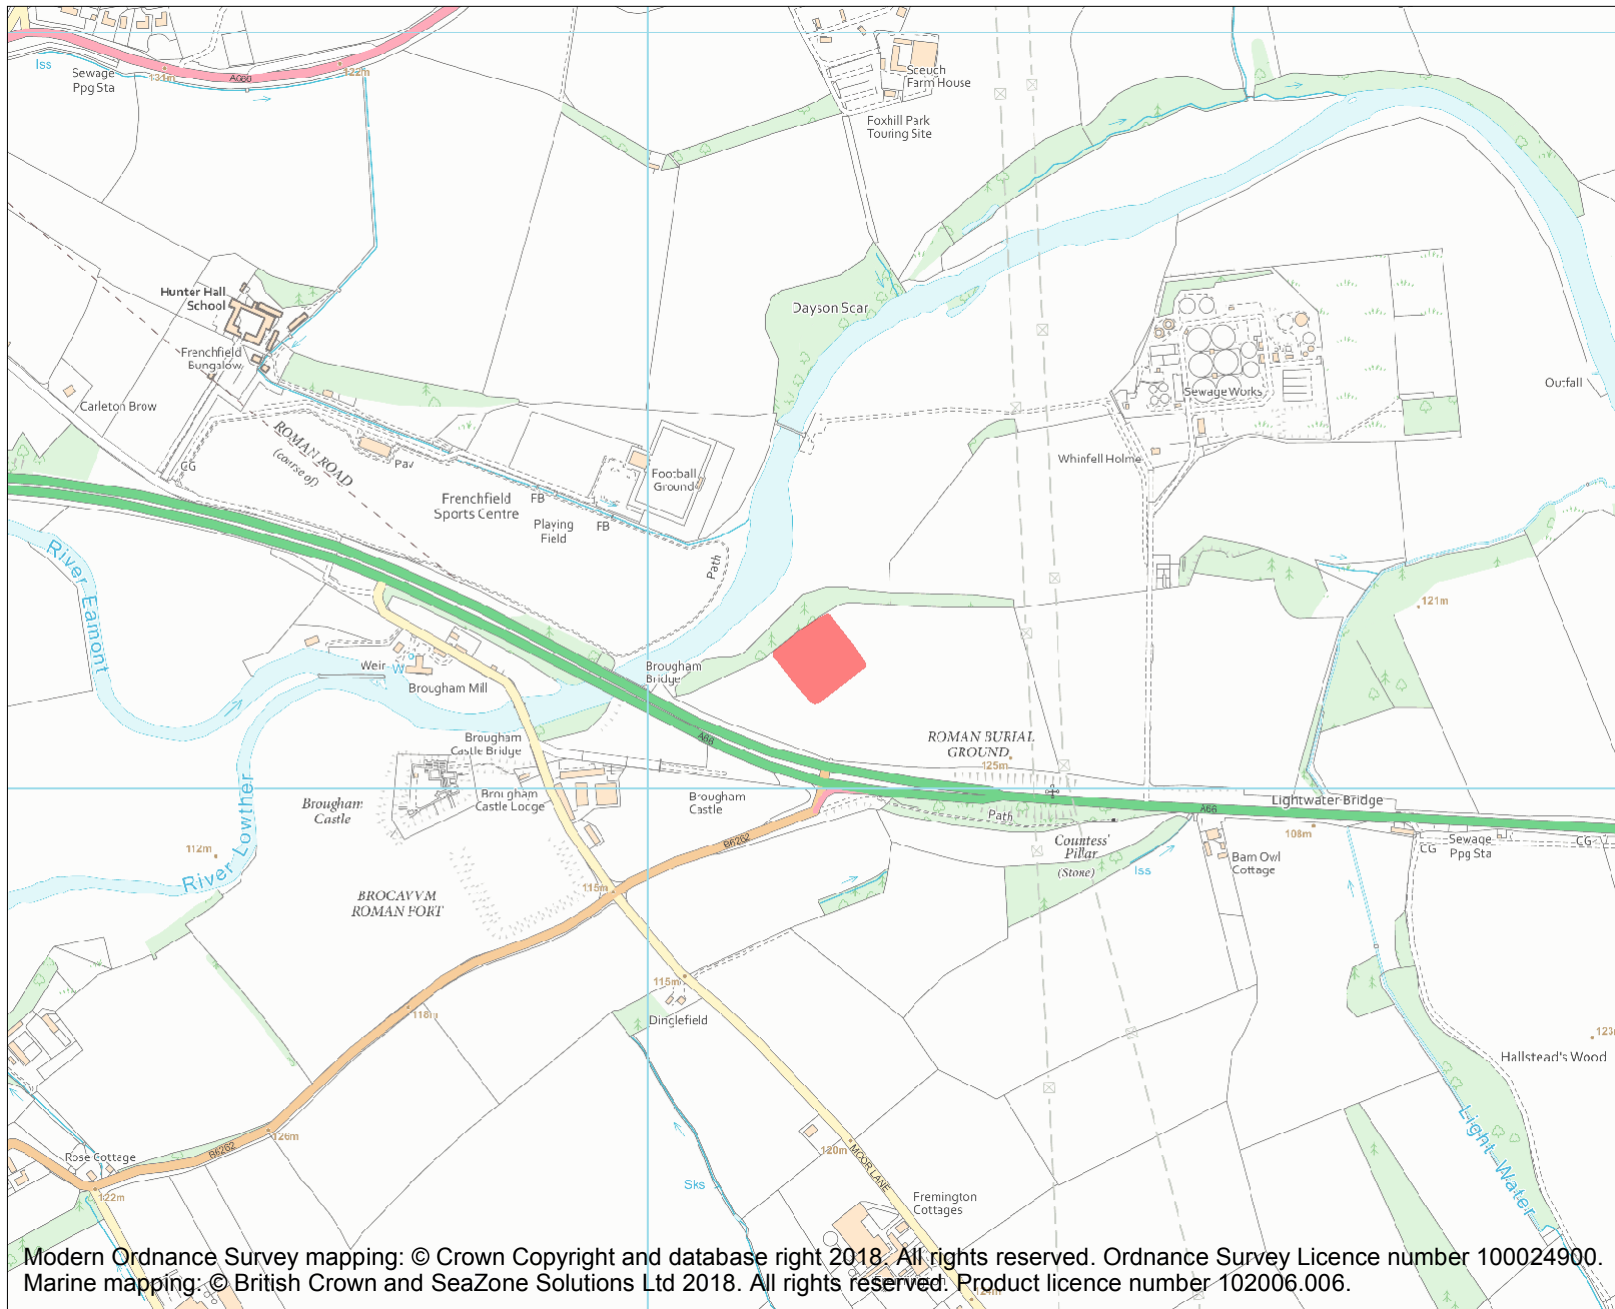 Iss
Sewage
Ppg Sta
131m
A686
122m
Sceuch
Farm House
Foxhill Park
Touring Site
Hunter Hall
School
Frenchfield
Bungalow
Carleton Brow
Dayson Scar
Sewage Works
Outfall
ROMAN ROAD
(course of)
CG
Pav
Football
Ground
Whinfell Holme
Frenchfield
Sports Centre
FB
Playing
Field
FB
Path
River Eamont
121m
Weir
W
Brougham Mill
Brougham
Bridge
Brougham
Castle Bridge
A66
ROMAN BURIAL
GROUND
125m
Brougham
Castle
Brougham
Castle Lodge
Brougham
Castle
Lightwater Bridge
A66
Path
Countess'
Pillar
(Stone)
108m
Sewage
Ppg Sta
CG
CG
River Lowther
112m
B6262
Barn Owl
Cottage
Iss
BROCAVVM
ROMAN FORT
115m
115m
Dinglefield
118m
Hallstead's Wood
126m
B6262
Rose Cottage
122m
120m
MOOR LANE
Sks
Fremington
Cottages
Light Water
124m
Modern Ordnance Survey mapping: © Crown Copyright and database right 2018. All rights reserved. Ordnance Survey Licence number 100024900.
Marine mapping: © British Crown and SeaZone Solutions Ltd 2018. All rights reserved. Product licence number 102006.006.